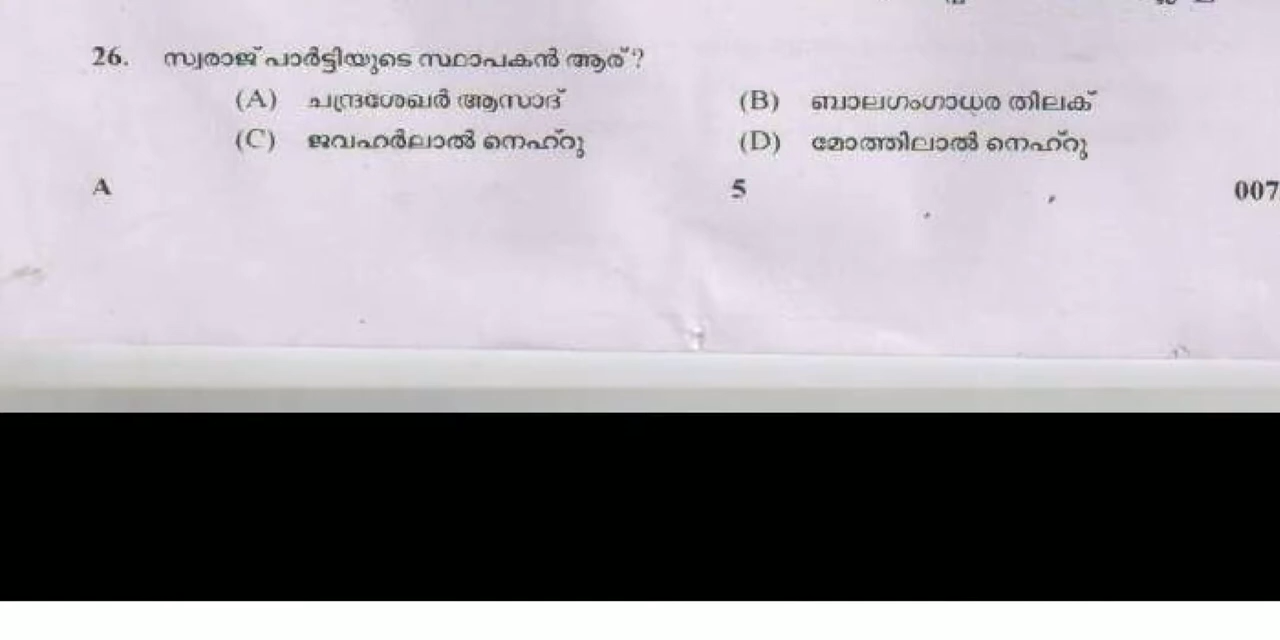 26. സ്വരാജ് പാർട്ടിയുടെ സ്ഥാപകൻ ആര് ?
(A) ചന്ദ്രശേഖർ ആസാദ് (B) ബാലഗംഗാധര തിലക്
(C) ജവഹർലാൽ നെഹ്റു (D) മോത്തിലാൽ നെഹ്റു
A 5 007